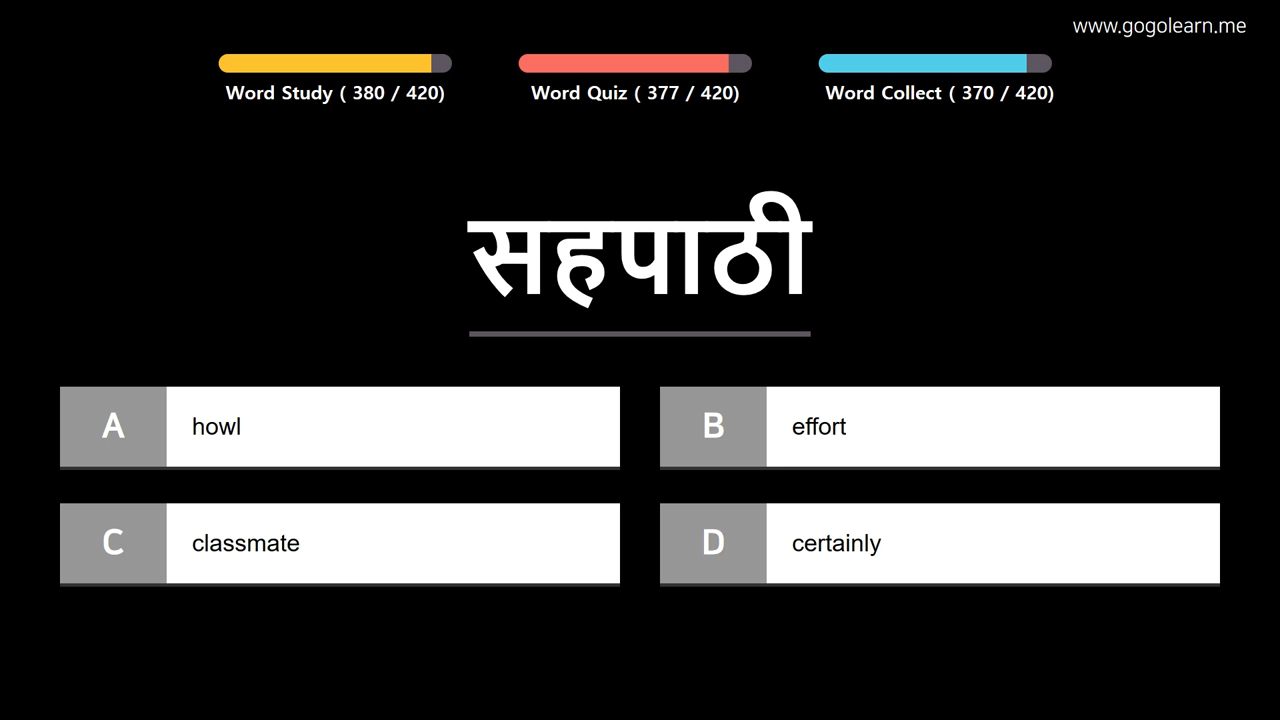 www.gogolearn.me
Word Study ( 380 / 420)
Word Quiz ( 377 / 420)
Word Collect ( 370 / 420)
सहपाठी
A howl
B effort
C classmate
D certainly